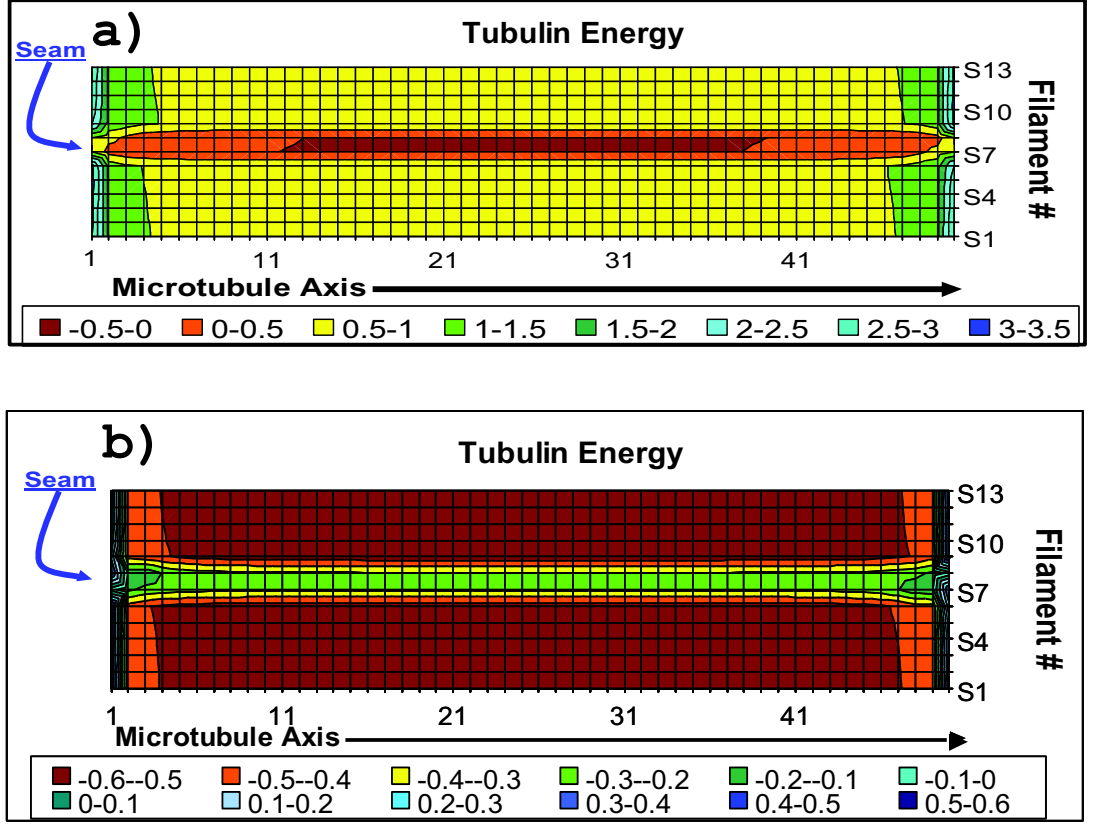 a)
Tubulin Energy
Seam
S13
S10
S7
S4
S1
Filament #
1 11 21 31 41
Microtubule Axis
-0.5-0 0-0.5 0.5-1 1-1.5 1.5-2 2-2.5 2.5-3 3-3.5
b)
Tubulin Energy
Seam
S13
S10
S7
S4
S1
Filament #
1 11 21 31 41
Microtubule Axis
-0.6--0.5 -0.5--0.4 -0.4--0.3 -0.3--0.2 -0.2--0.1 -0.1-0
0-0.1 0.1-0.2 0.2-0.3 0.3-0.4 0.4-0.5 0.5-0.6